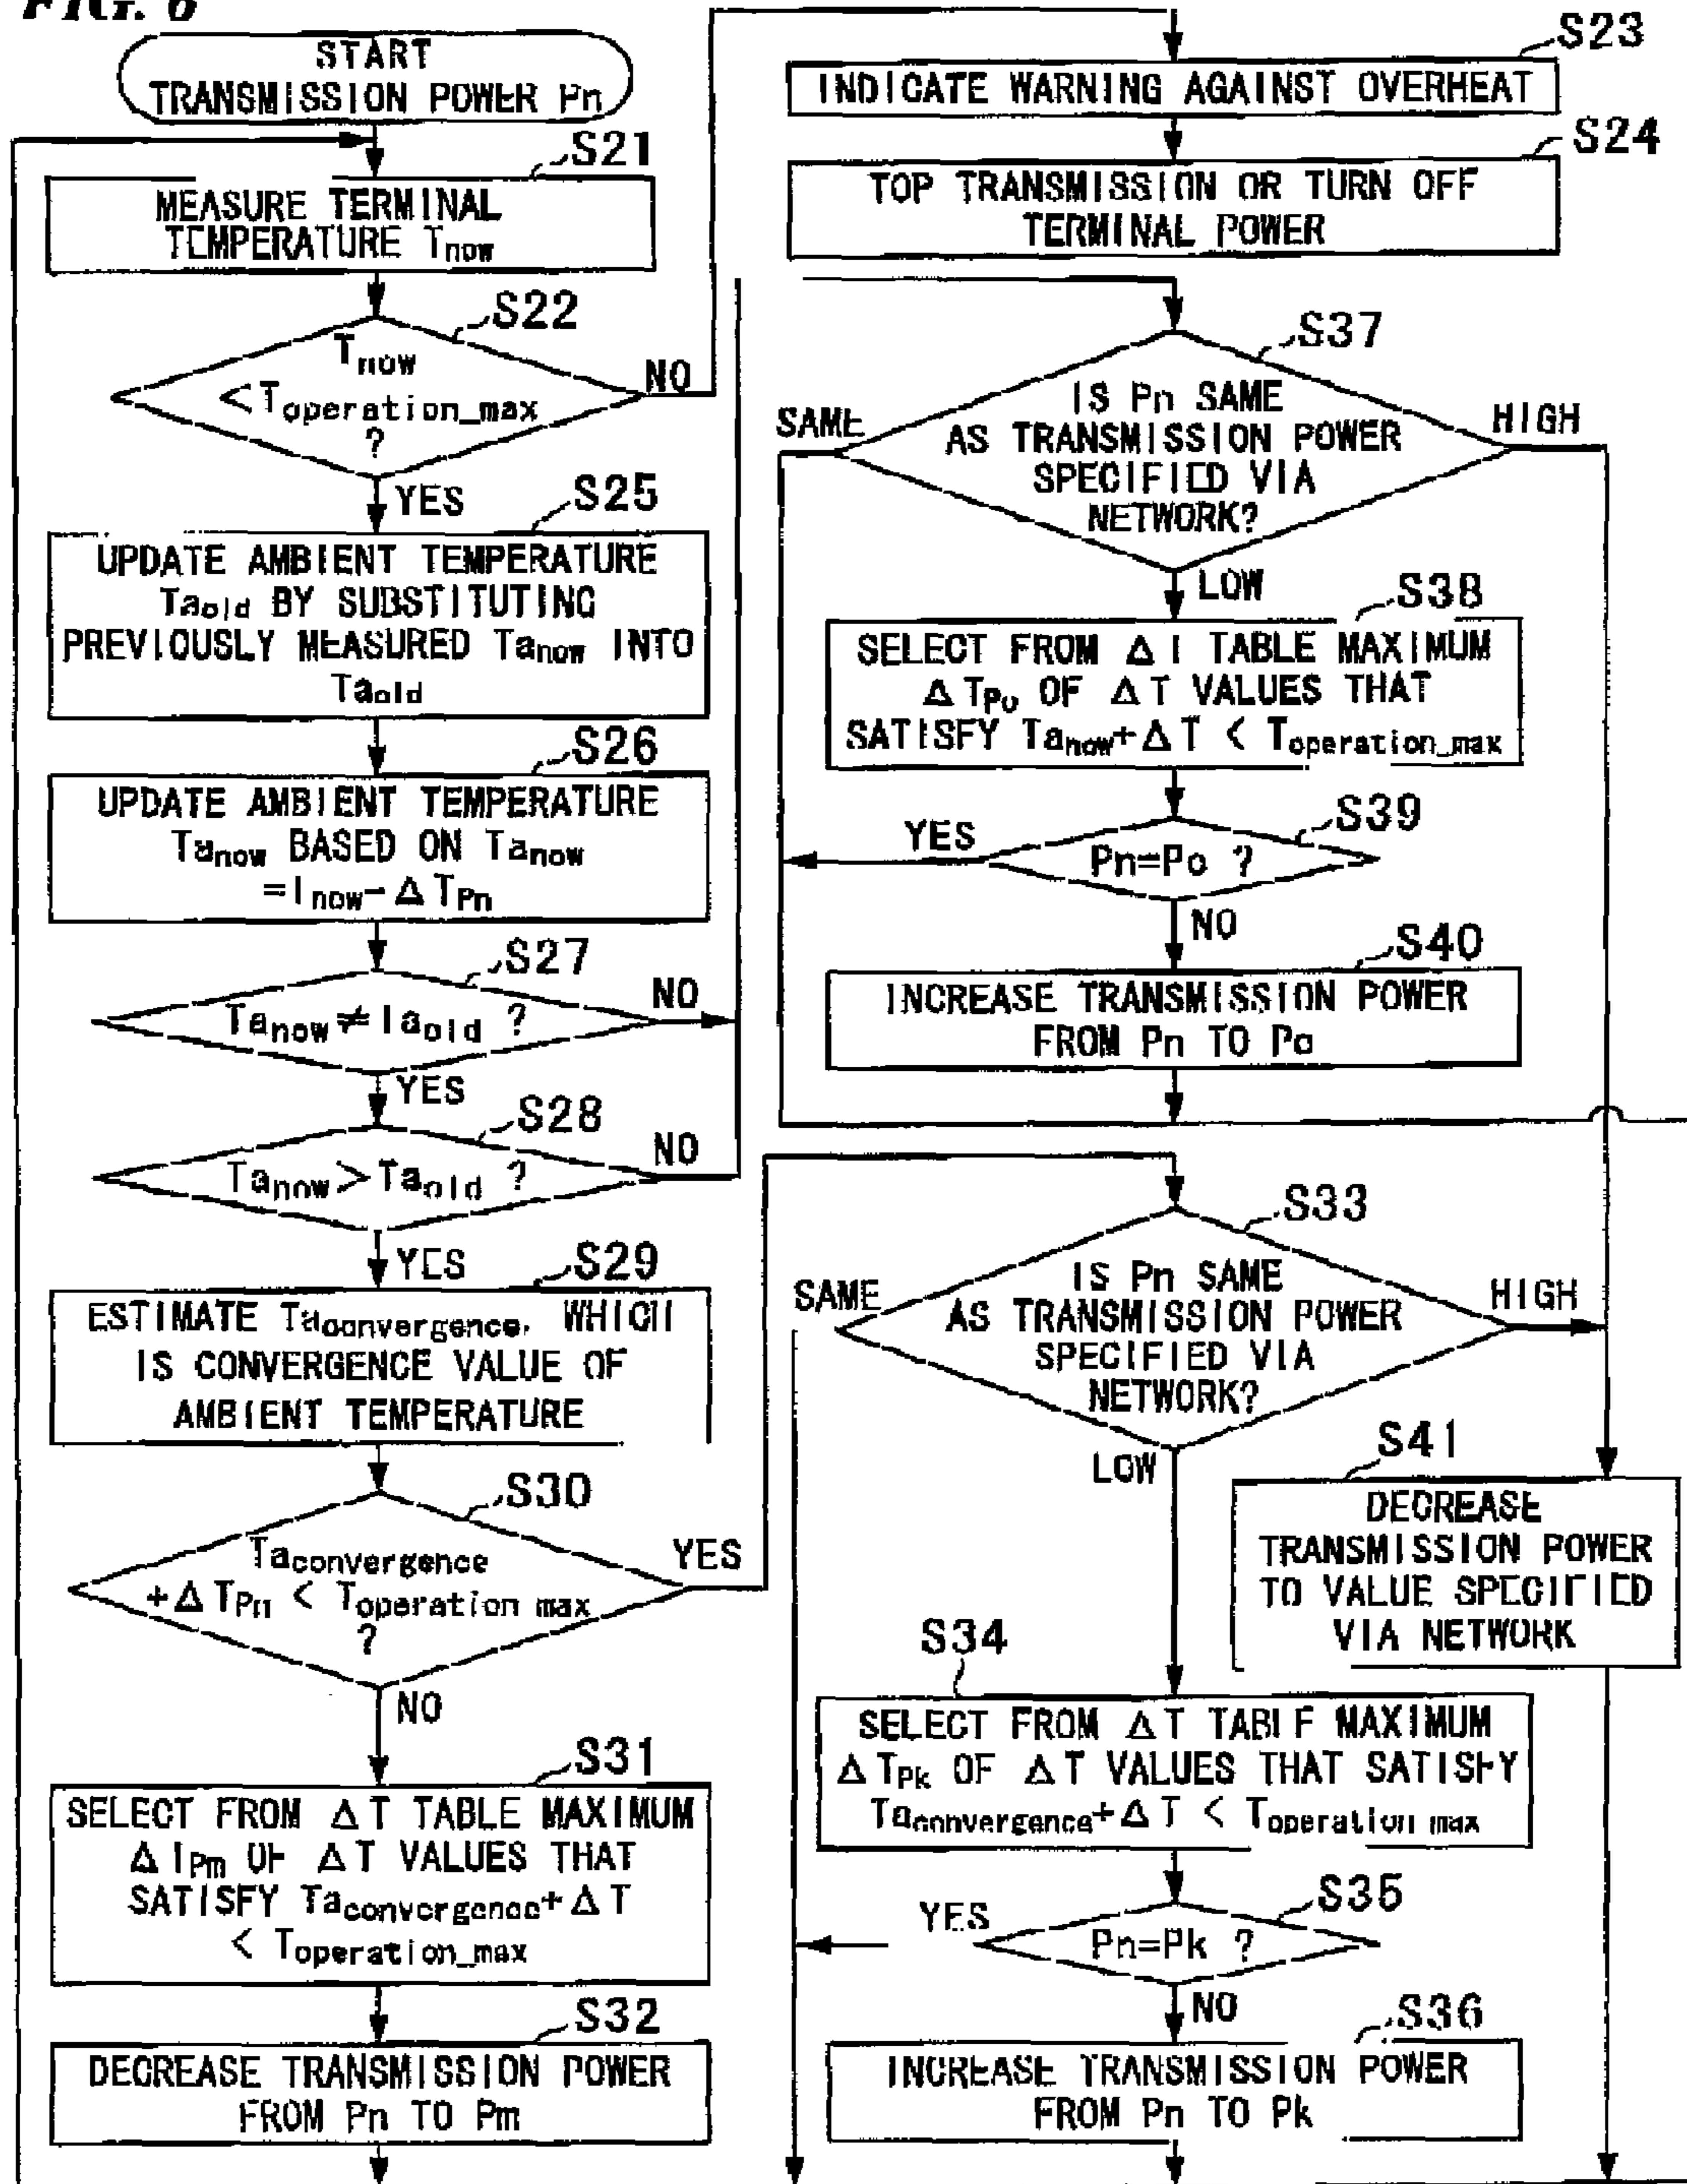 FIG. 6
START
TRANSMISSION POWER Pn
S21
MEASURE TERMINAL
TEMPERATURE Tnow
S22
Tnow
< Toperation_max
?
NO
YES
S25
UPDATE AMBIENT TEMPERATURE
Taold BY SUBSTITUTING
PREVIOUSLY MEASURED Tanow INTO
Taold
S26
UPDATE AMBIENT TEMPERATURE
Tanow BASED ON Tanow
=Tnow-ΔTPn
S27
Tanow≠Taold ?
NO
YES
S28
Tanow>Taold ?
NO
YES
S29
ESTIMATE Taconvergence, WHICH
IS CONVERGENCE VALUE OF
AMBIENT TEMPERATURE
S30
Taconvergence
+ΔTPn < Toperation max
?
YES
NO
S31
SELECT FROM ΔT TABLE MAXIMUM
ΔTPm OF ΔT VALUES THAT
SATISFY Taconvergence+ΔT
< Toperation_max
S32
DECREASE TRANSMISSION POWER
FROM Pn TO Pm
S23
INDICATE WARNING AGAINST OVERHEAT
S24
TOP TRANSMISSION OR TURN OFF
TERMINAL POWER
S37
IS Pn SAME
AS TRANSMISSION POWER
SPECIFIED VIA
NETWORK?
SAME
HIGH
LOW
S38
SELECT FROM ΔT TABLE MAXIMUM
ΔTPo OF ΔT VALUES THAT
SATISFY Tanow+ΔT < Toperation_max
S39
Pn=Po ?
YES
NO
S40
INCREASE TRANSMISSION POWER
FROM Pn TO Po
S33
IS Pn SAME
AS TRANSMISSION POWER
SPECIFIED VIA
NETWORK?
SAME
HIGH
LOW
S41
DECREASE
TRANSMISSION POWER
TO VALUE SPECIFIED
VIA NETWORK
S34
SELECT FROM ΔT TABLE MAXIMUM
ΔTPk OF ΔT VALUES THAT SATISFY
Taconvergence+ΔT < Toperation max
S35
Pn=Pk ?
YES
NO
S36
INCREASE TRANSMISSION POWER
FROM Pn TO Pk